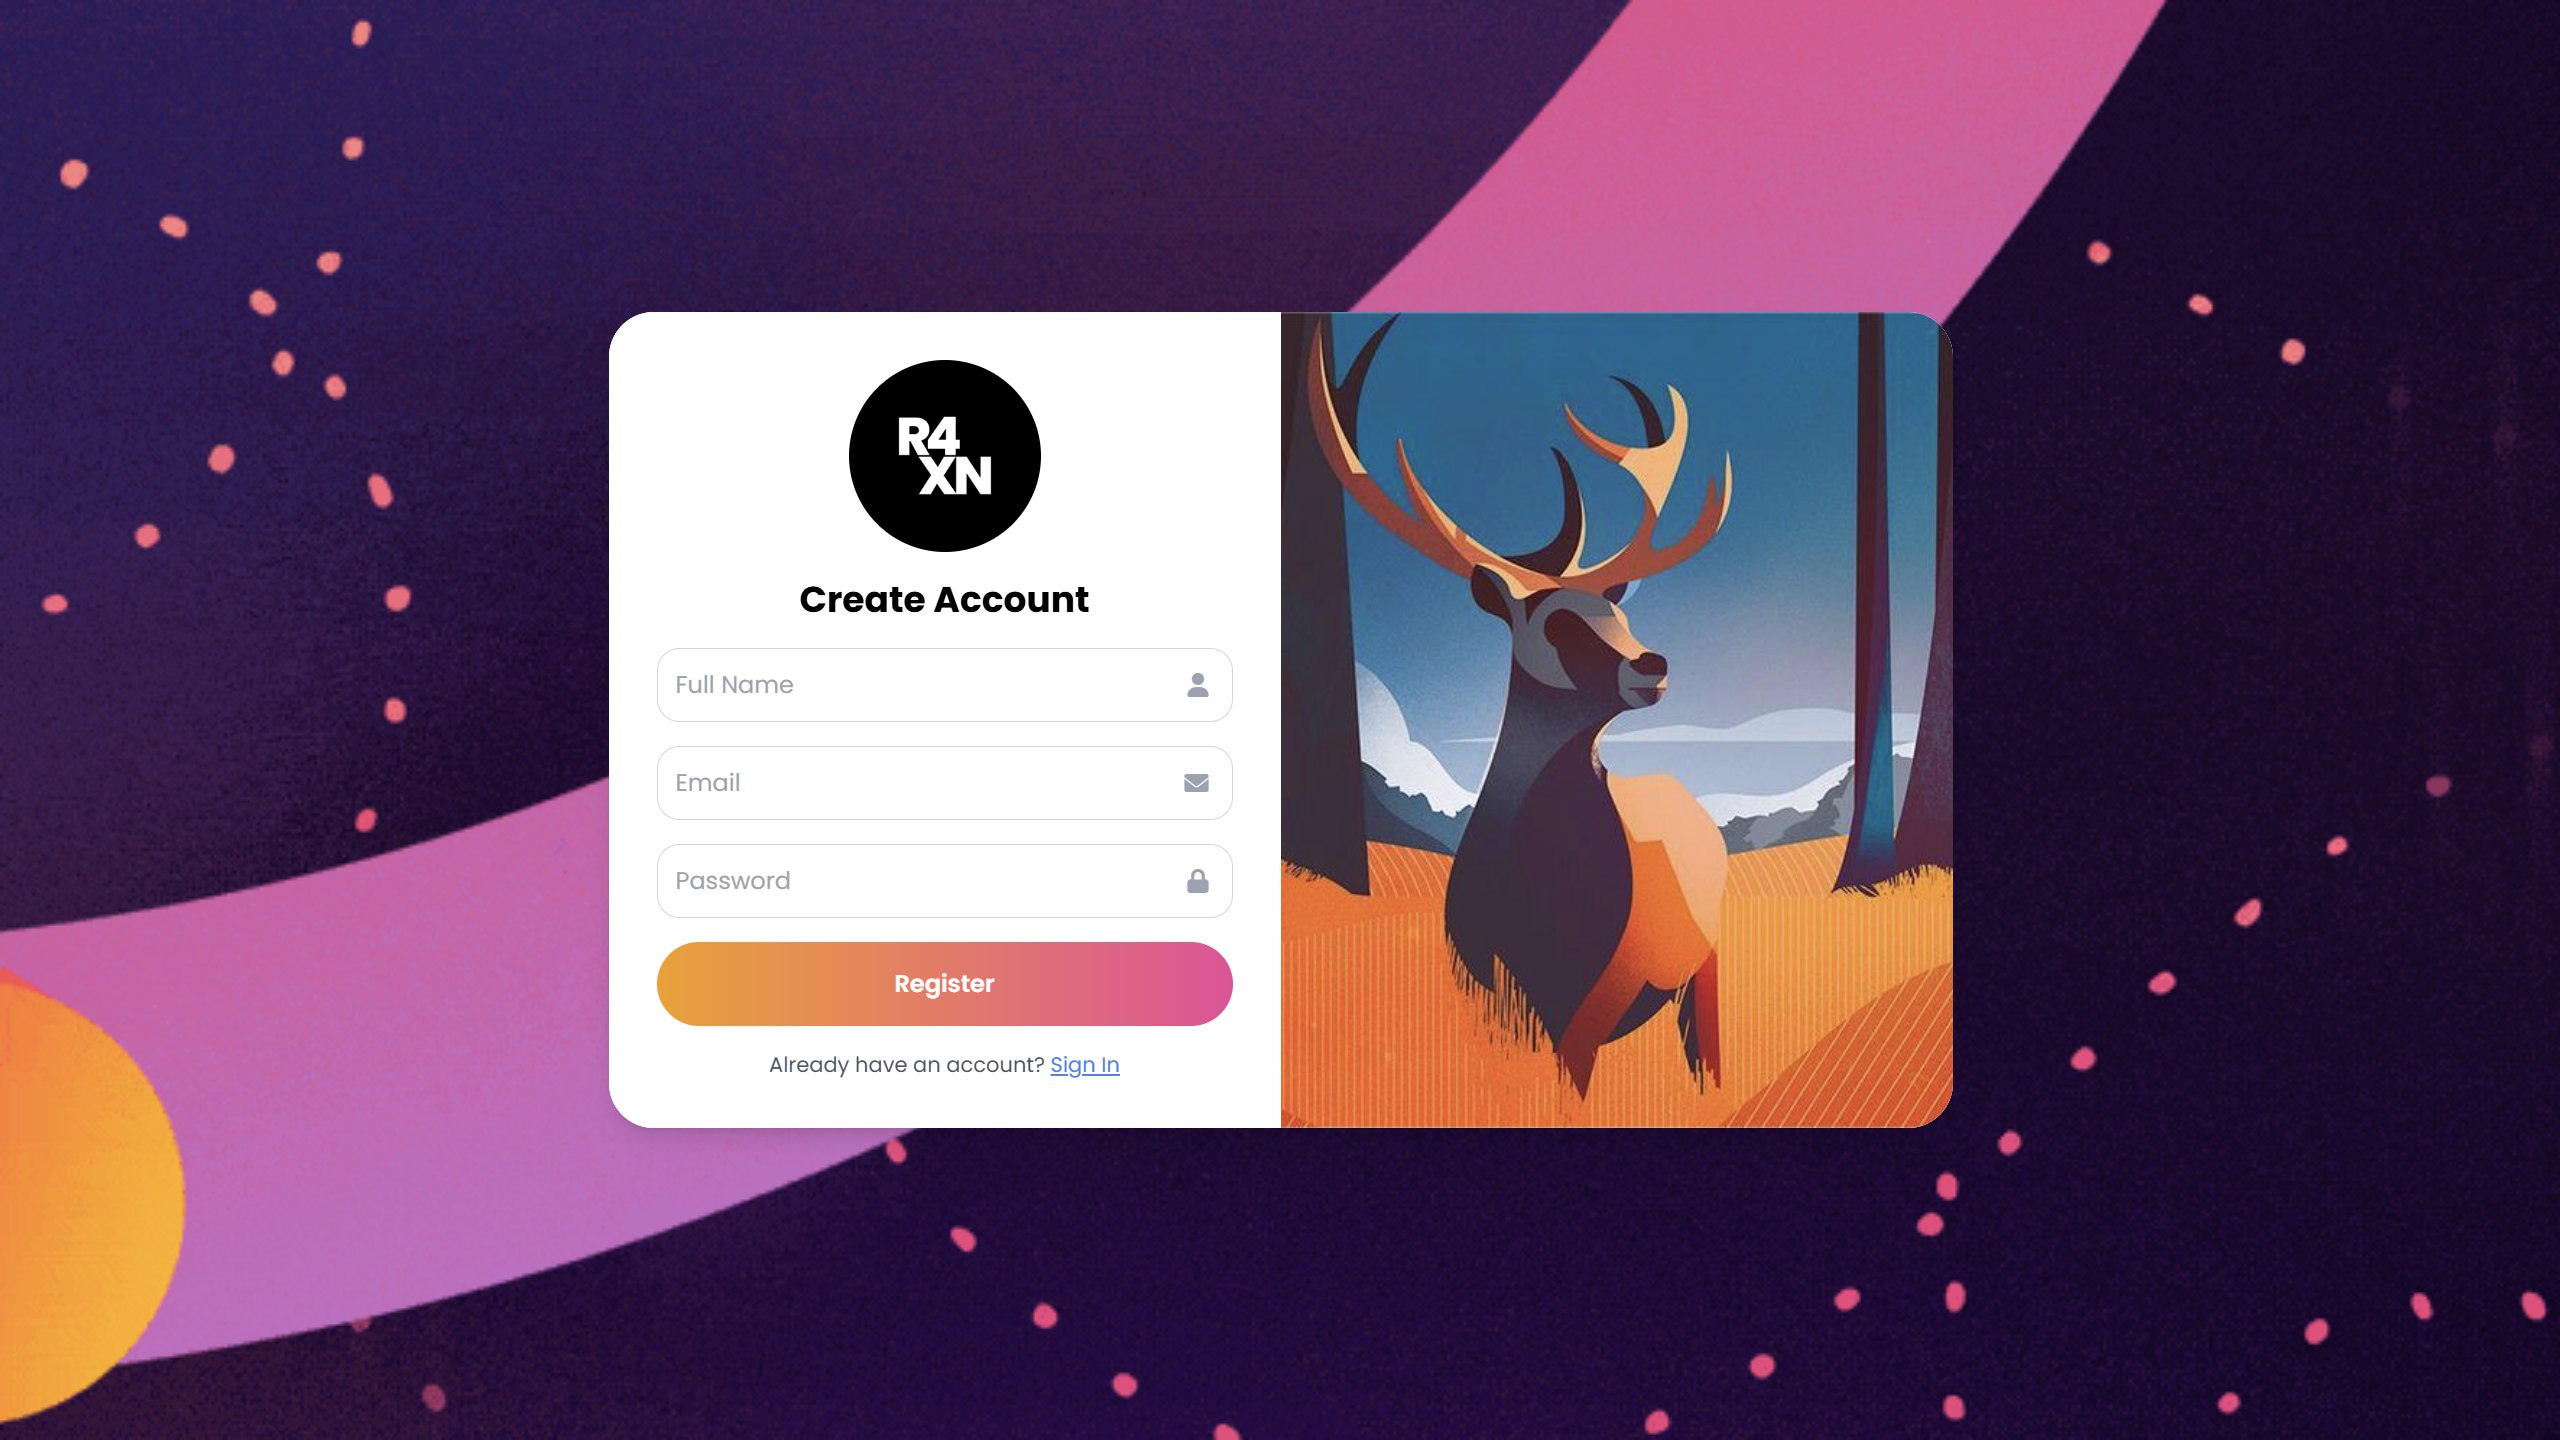 R4
XN
Create Account
Full Name
Email
Password
Register
Already have an account? Sign In